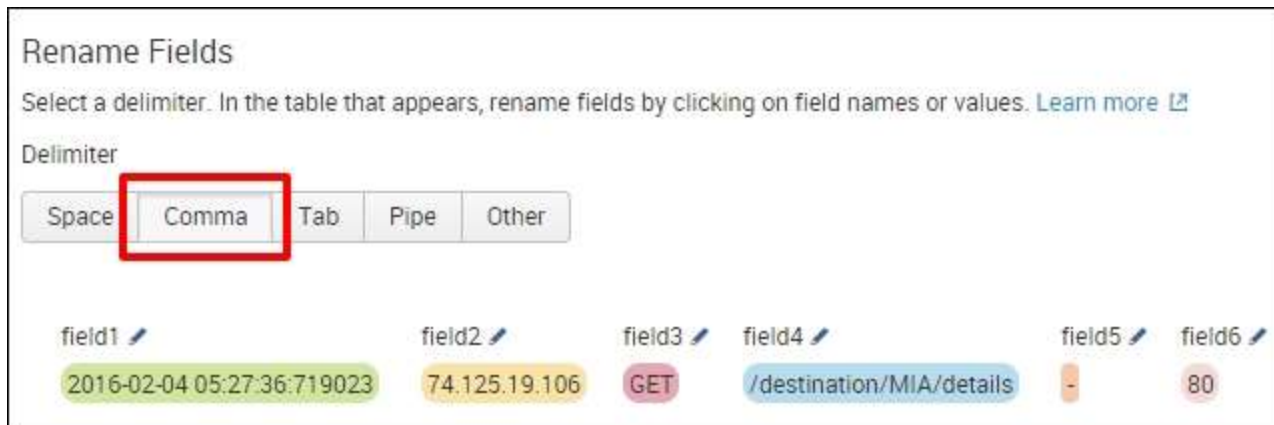 Rename Fields
Select a delimiter. In the table that appears, rename fields by clicking on field names or values. Learn more
Delimiter
Space Comma Tab Pipe Other
field1 field2 field3 field4 field5 field6
2016-02-04 05:27:36:719023 74.125.19.106 GET /destination/MIA/details - 80